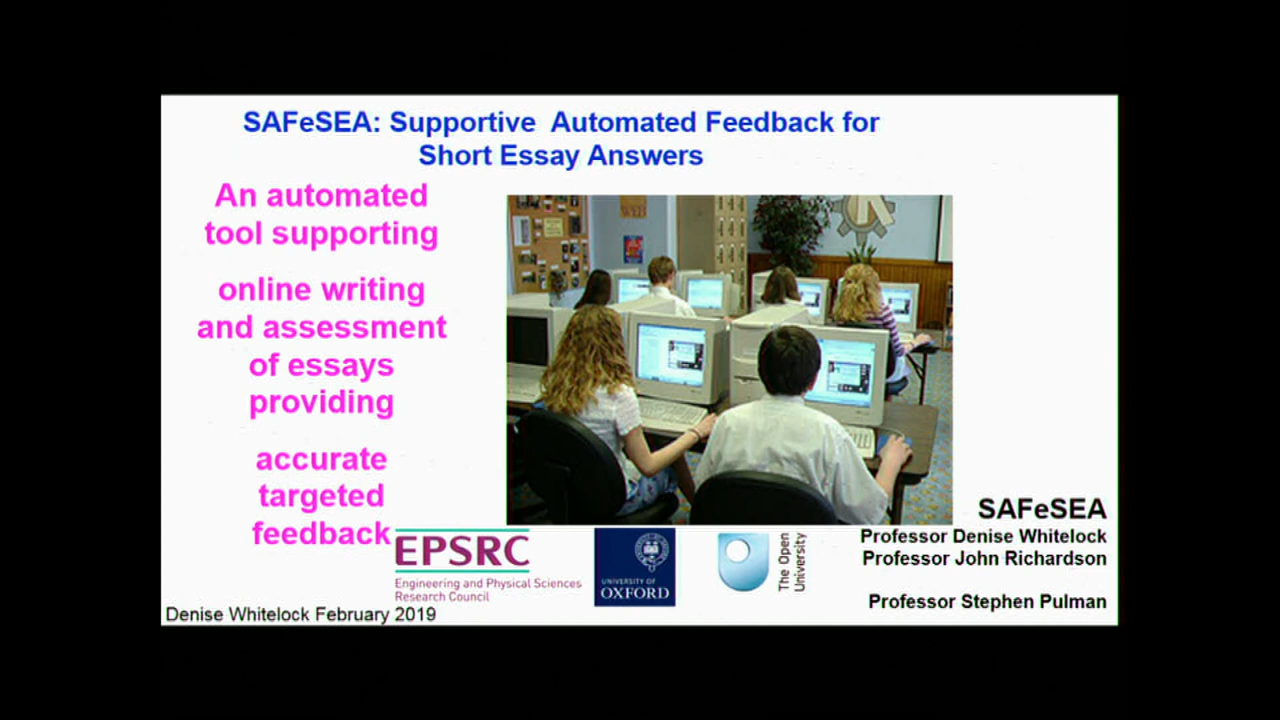 SAFeSEA: Supportive Automated Feedback for
Short Essay Answers
An automated
tool supporting
online writing
and assessment
of essays
providing
accurate
targeted
feedback
EPSRC
Engineering and Physical Sciences
Research Council
UNIVERSITY OF
OXFORD
The Open
University
SAFeSEA
Professor Denise Whitelock
Professor John Richardson
Professor Stephen Pulman
Denise Whitelock February 2019